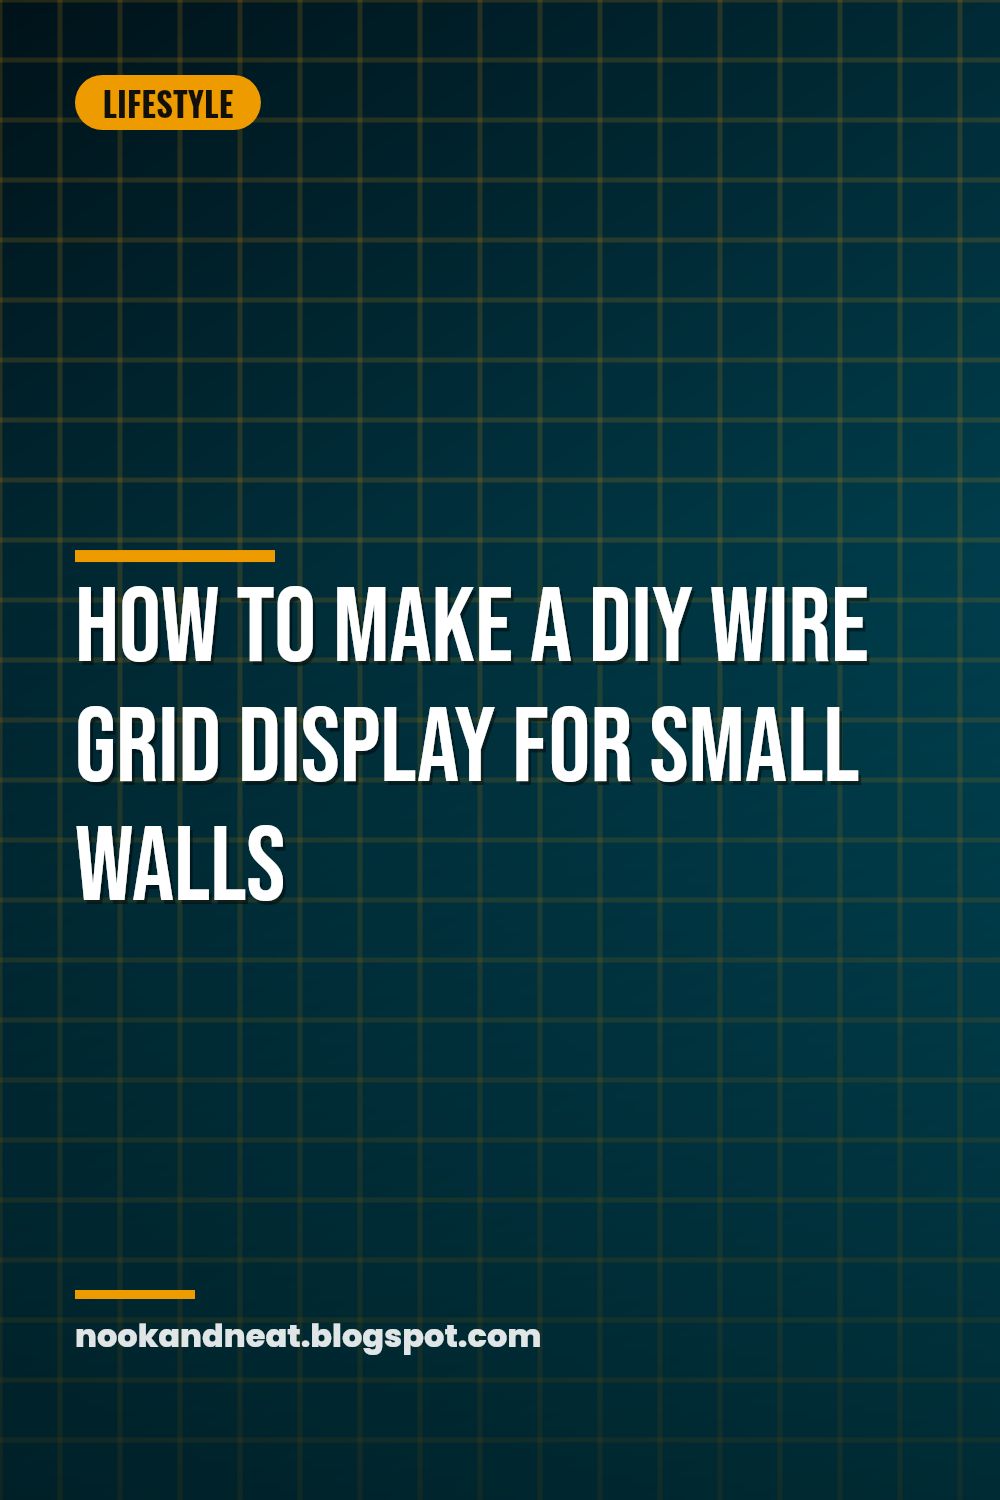 LIFESTYLE
HOW TO MAKE A DIY WIRE
GRID DISPLAY FOR SMALL
WALLS
nookandneat.blogspot.com